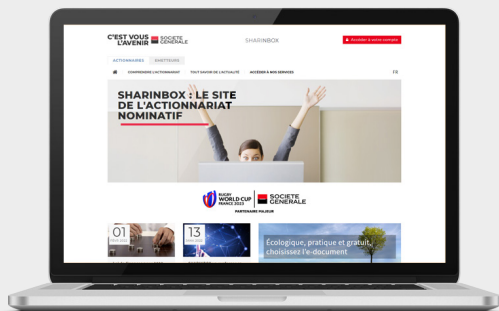 C'EST VOUS
L'AVENIR
SOCIETE
GENERALE
SHARINBOX
Accéder à votre compte
ACTIONNAIRES
EMETTEURS
COMPRENDRE L'ACTIONNARIAT
TOUT SAVOIR DE L'ACTUALITÉ
ACCÉDER À NOS SERVICES
FR
SHARINBOX : LE SITE
DE L'ACTIONNARIAT
NOMINATIF
RUGBY
WORLD CUP
FRANCE 2023
SOCIETE
GENERALE
PARTENAIRE MAJEUR
01
13
Écologique, pratique et gratuit,
choisissez l'e-document